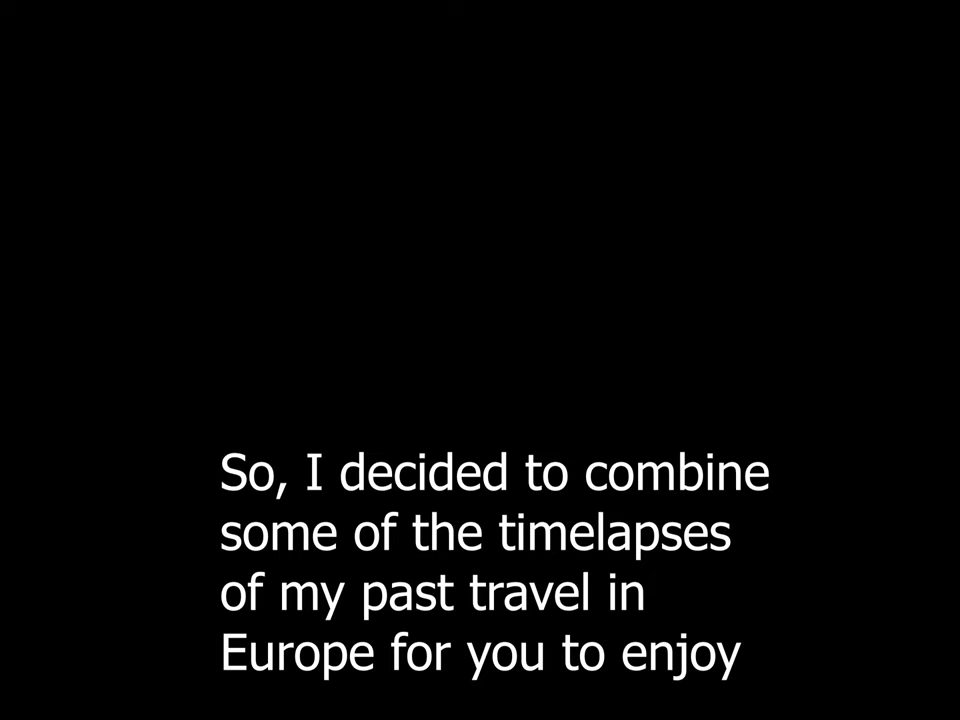 So, I decided to combine
some of the timelapses
of my past travel in
Europe for you to enjoy